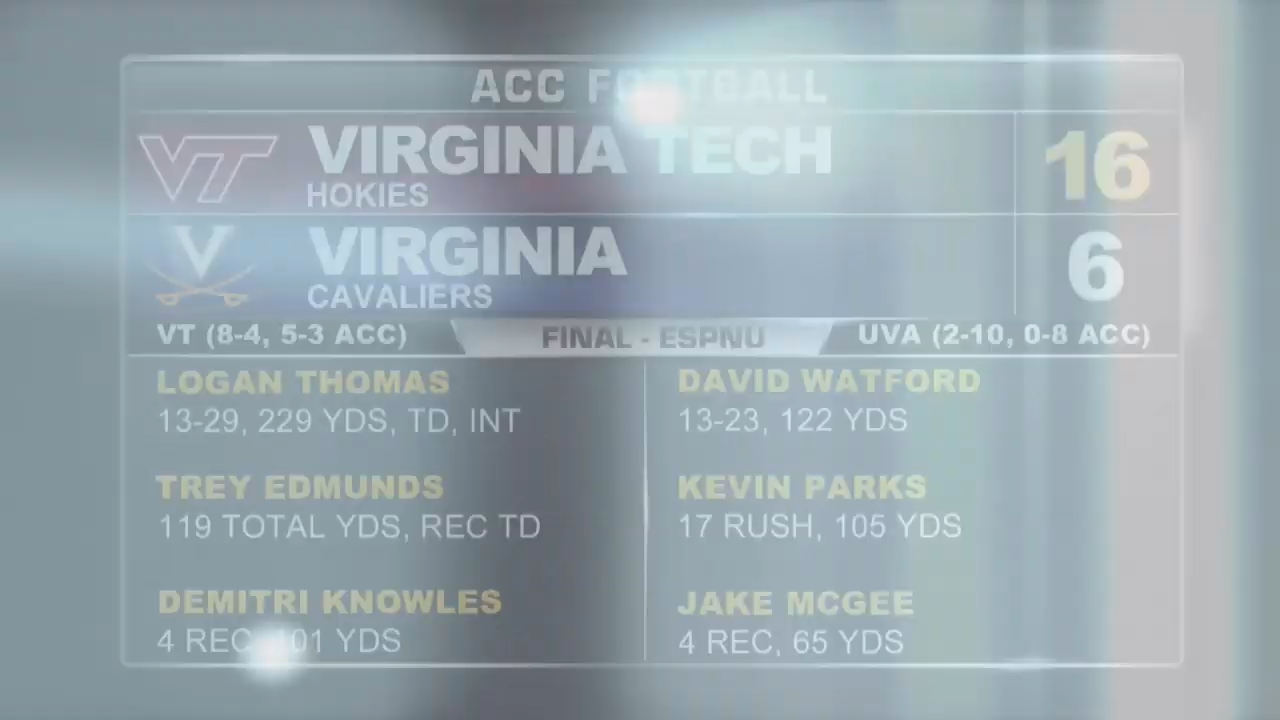 ACC FOOTBALL
VT VIRGINIA TECH 16
HOKIES
V VIRGINIA 6
CAVALIERS
VT (8-4, 5-3 ACC) FINAL - ESPNU UVA (2-10, 0-8 ACC)
LOGAN THOMAS
13-29, 229 YDS, TD, INT
TREY EDMUNDS
119 TOTAL YDS, REC TD
DEMITRI KNOWLES
4 REC, 101 YDS
DAVID WATFORD
13-23, 122 YDS
KEVIN PARKS
17 RUSH, 105 YDS
JAKE MCGEE
4 REC, 65 YDS